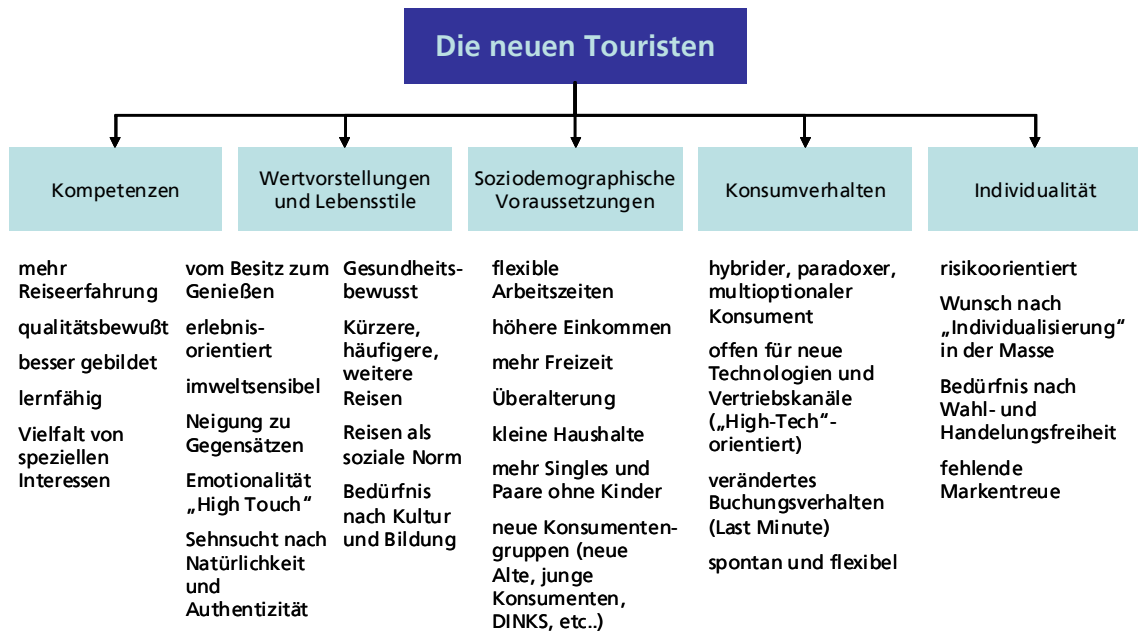 Die neuen Touristen
Kompetenzen
Wertvorstellungen
und Lebensstile
Soziodemographische
Voraussetzungen
Konsumverhalten
Individualität
mehr
Reiseerfahrung
qualitätsbewußt
besser gebildet
lernfähig
Vielfalt von
speziellen
Interessen
vom Besitz zum
Genießen
erlebnis-
orientiert
imweltsensibel
Neigung zu
Gegensätzen
Emotionalität
„High Touch“
Sehnsucht nach
Natürlichkeit
und
Authentizität
Gesundheits-
bewusst
Kürzere,
häufigere,
weitere
Reisen
Reisen als
soziale Norm
Bedürfnis
nach Kultur
und Bildung
flexible
Arbeitszeiten
höhere Einkommen
mehr Freizeit
Überalterung
kleine Haushalte
mehr Singles und
Paare ohne Kinder
neue Konsumenten-
gruppen (neue
Alte, junge
Konsumenten,
DINKS, etc..)
hybrider, paradoxer,
multioptionaler
Konsument
offen für neue
Technologien und
Vertriebskanäle
(„High-Tech“-
orientiert)
verändertes
Buchungsverhalten
(Last Minute)
spontan und flexibel
risikoorientiert
Wunsch nach
„Individualisierung“
in der Masse
Bedürfnis nach
Wahl- und
Handelungsfreiheit
fehlende
Markentreue